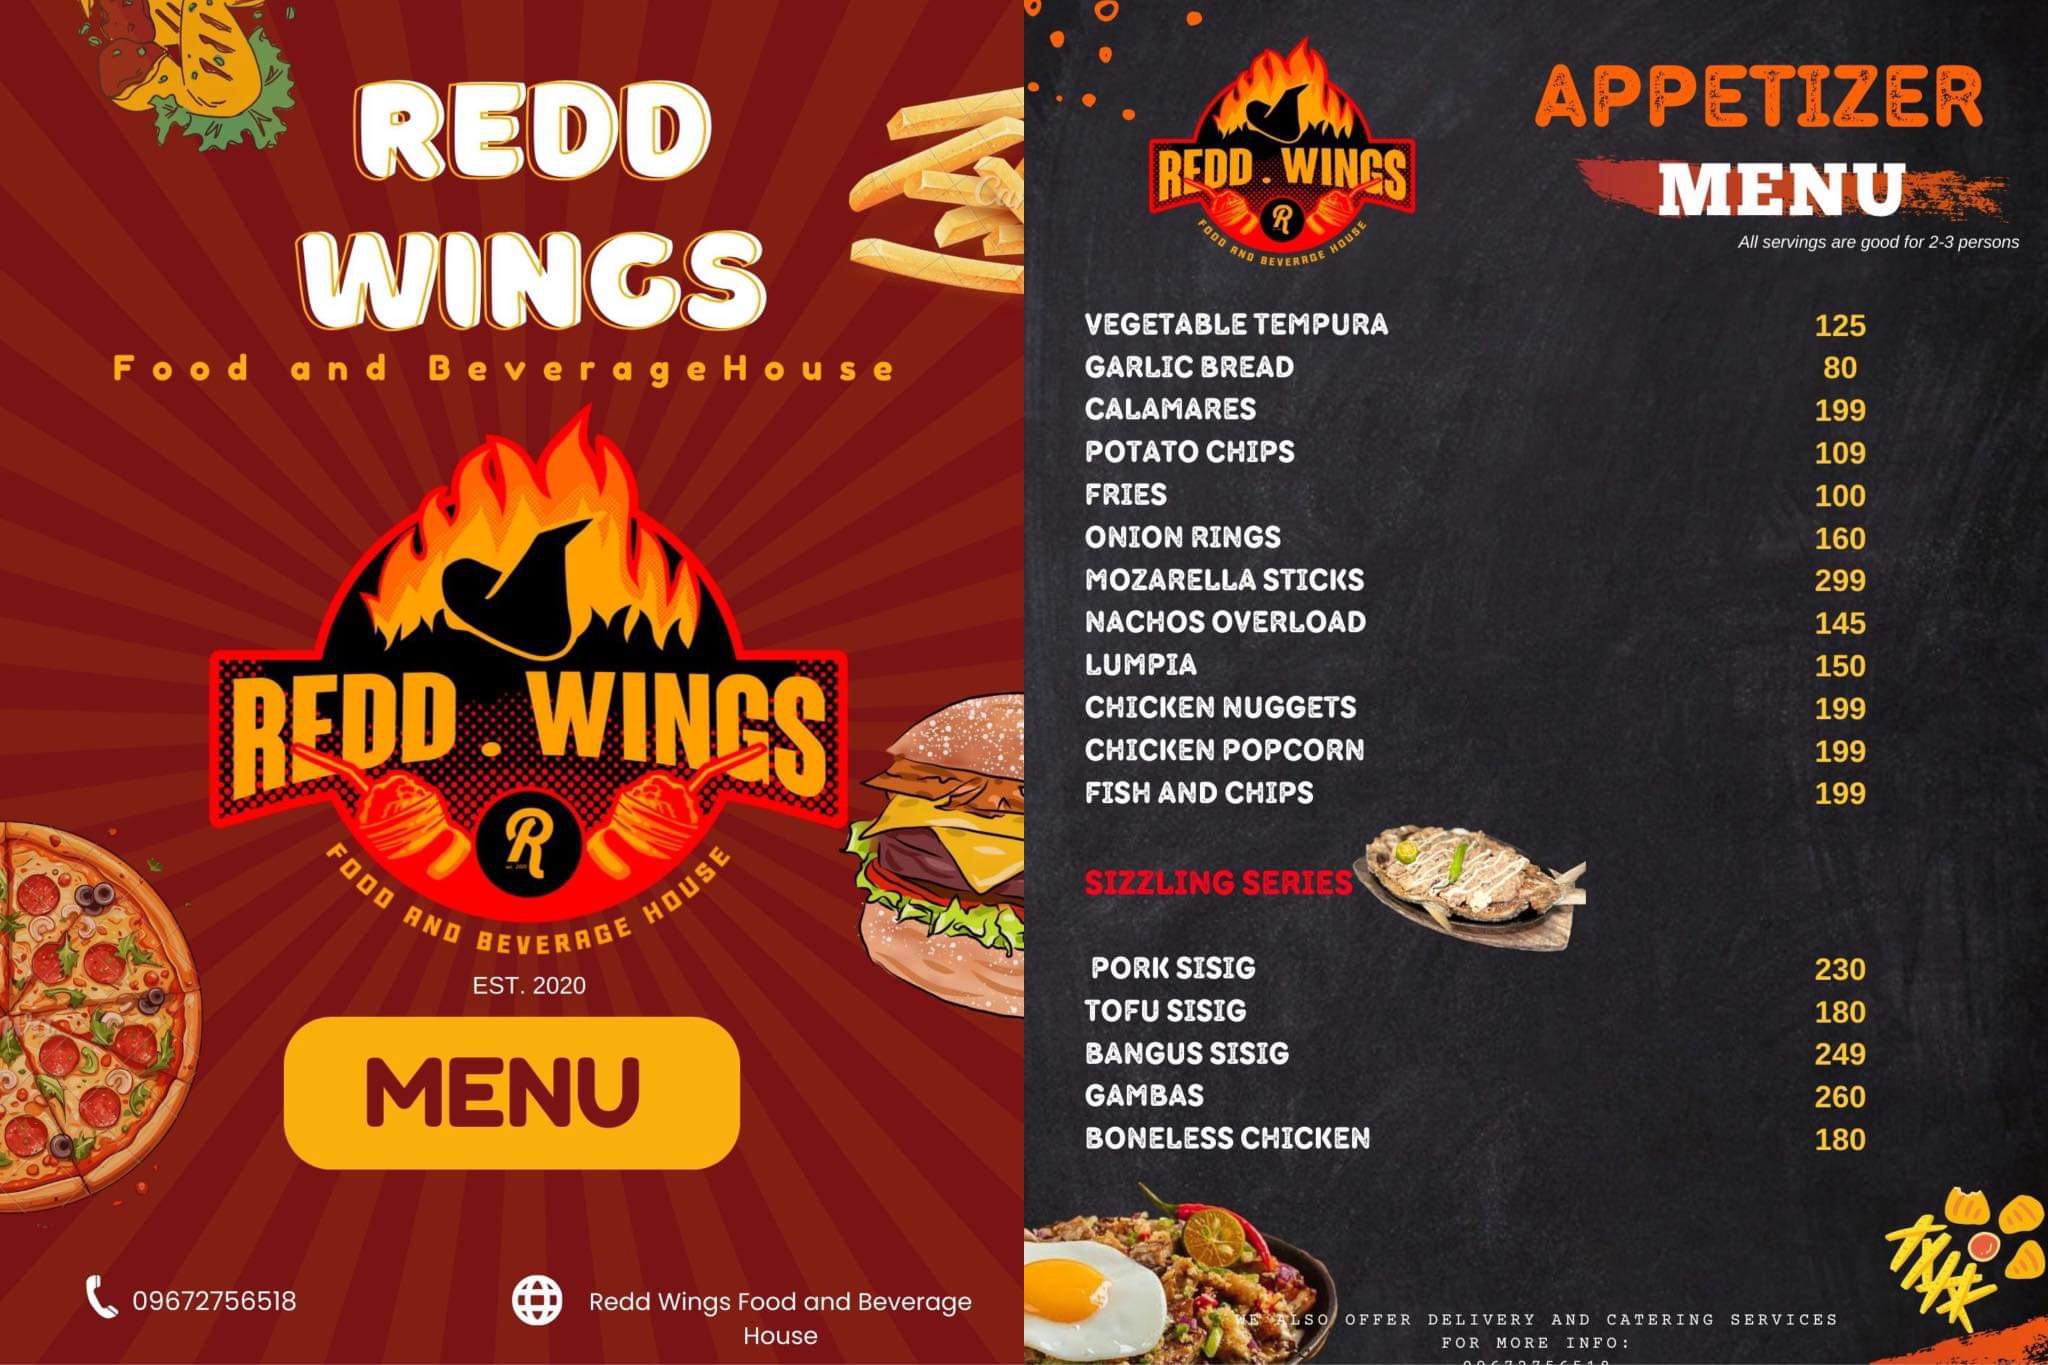 REDD
WINGS
Food and BeverageHouse
REDD . WINGS
R
FOOD AND BEVERAGE HOUSE
EST. 2020
MENU
09672756518
Redd Wings Food and Beverage
House
REDD . WINGS
R
FOOD AND BEVERAGE HOUSE
APPETIZER
MENU
All servings are good for 2-3 persons
VEGETABLE TEMPURA 125
GARLIC BREAD 80
CALAMARES 199
POTATO CHIPS 109
FRIES 100
ONION RINGS 160
MOZARELLA STICKS 299
NACHOS OVERLOAD 145
LUMPIA 150
CHICKEN NUGGETS 199
CHICKEN POPCORN 199
FISH AND CHIPS 199
SIZZLING SERIES
PORK SISIG 230
TOFU SISIG 180
BANGUS SISIG 249
GAMBAS 260
BONELESS CHICKEN 180
WE ALSO OFFER DELIVERY AND CATERING SERVICES
FOR MORE INFO:
09672756518